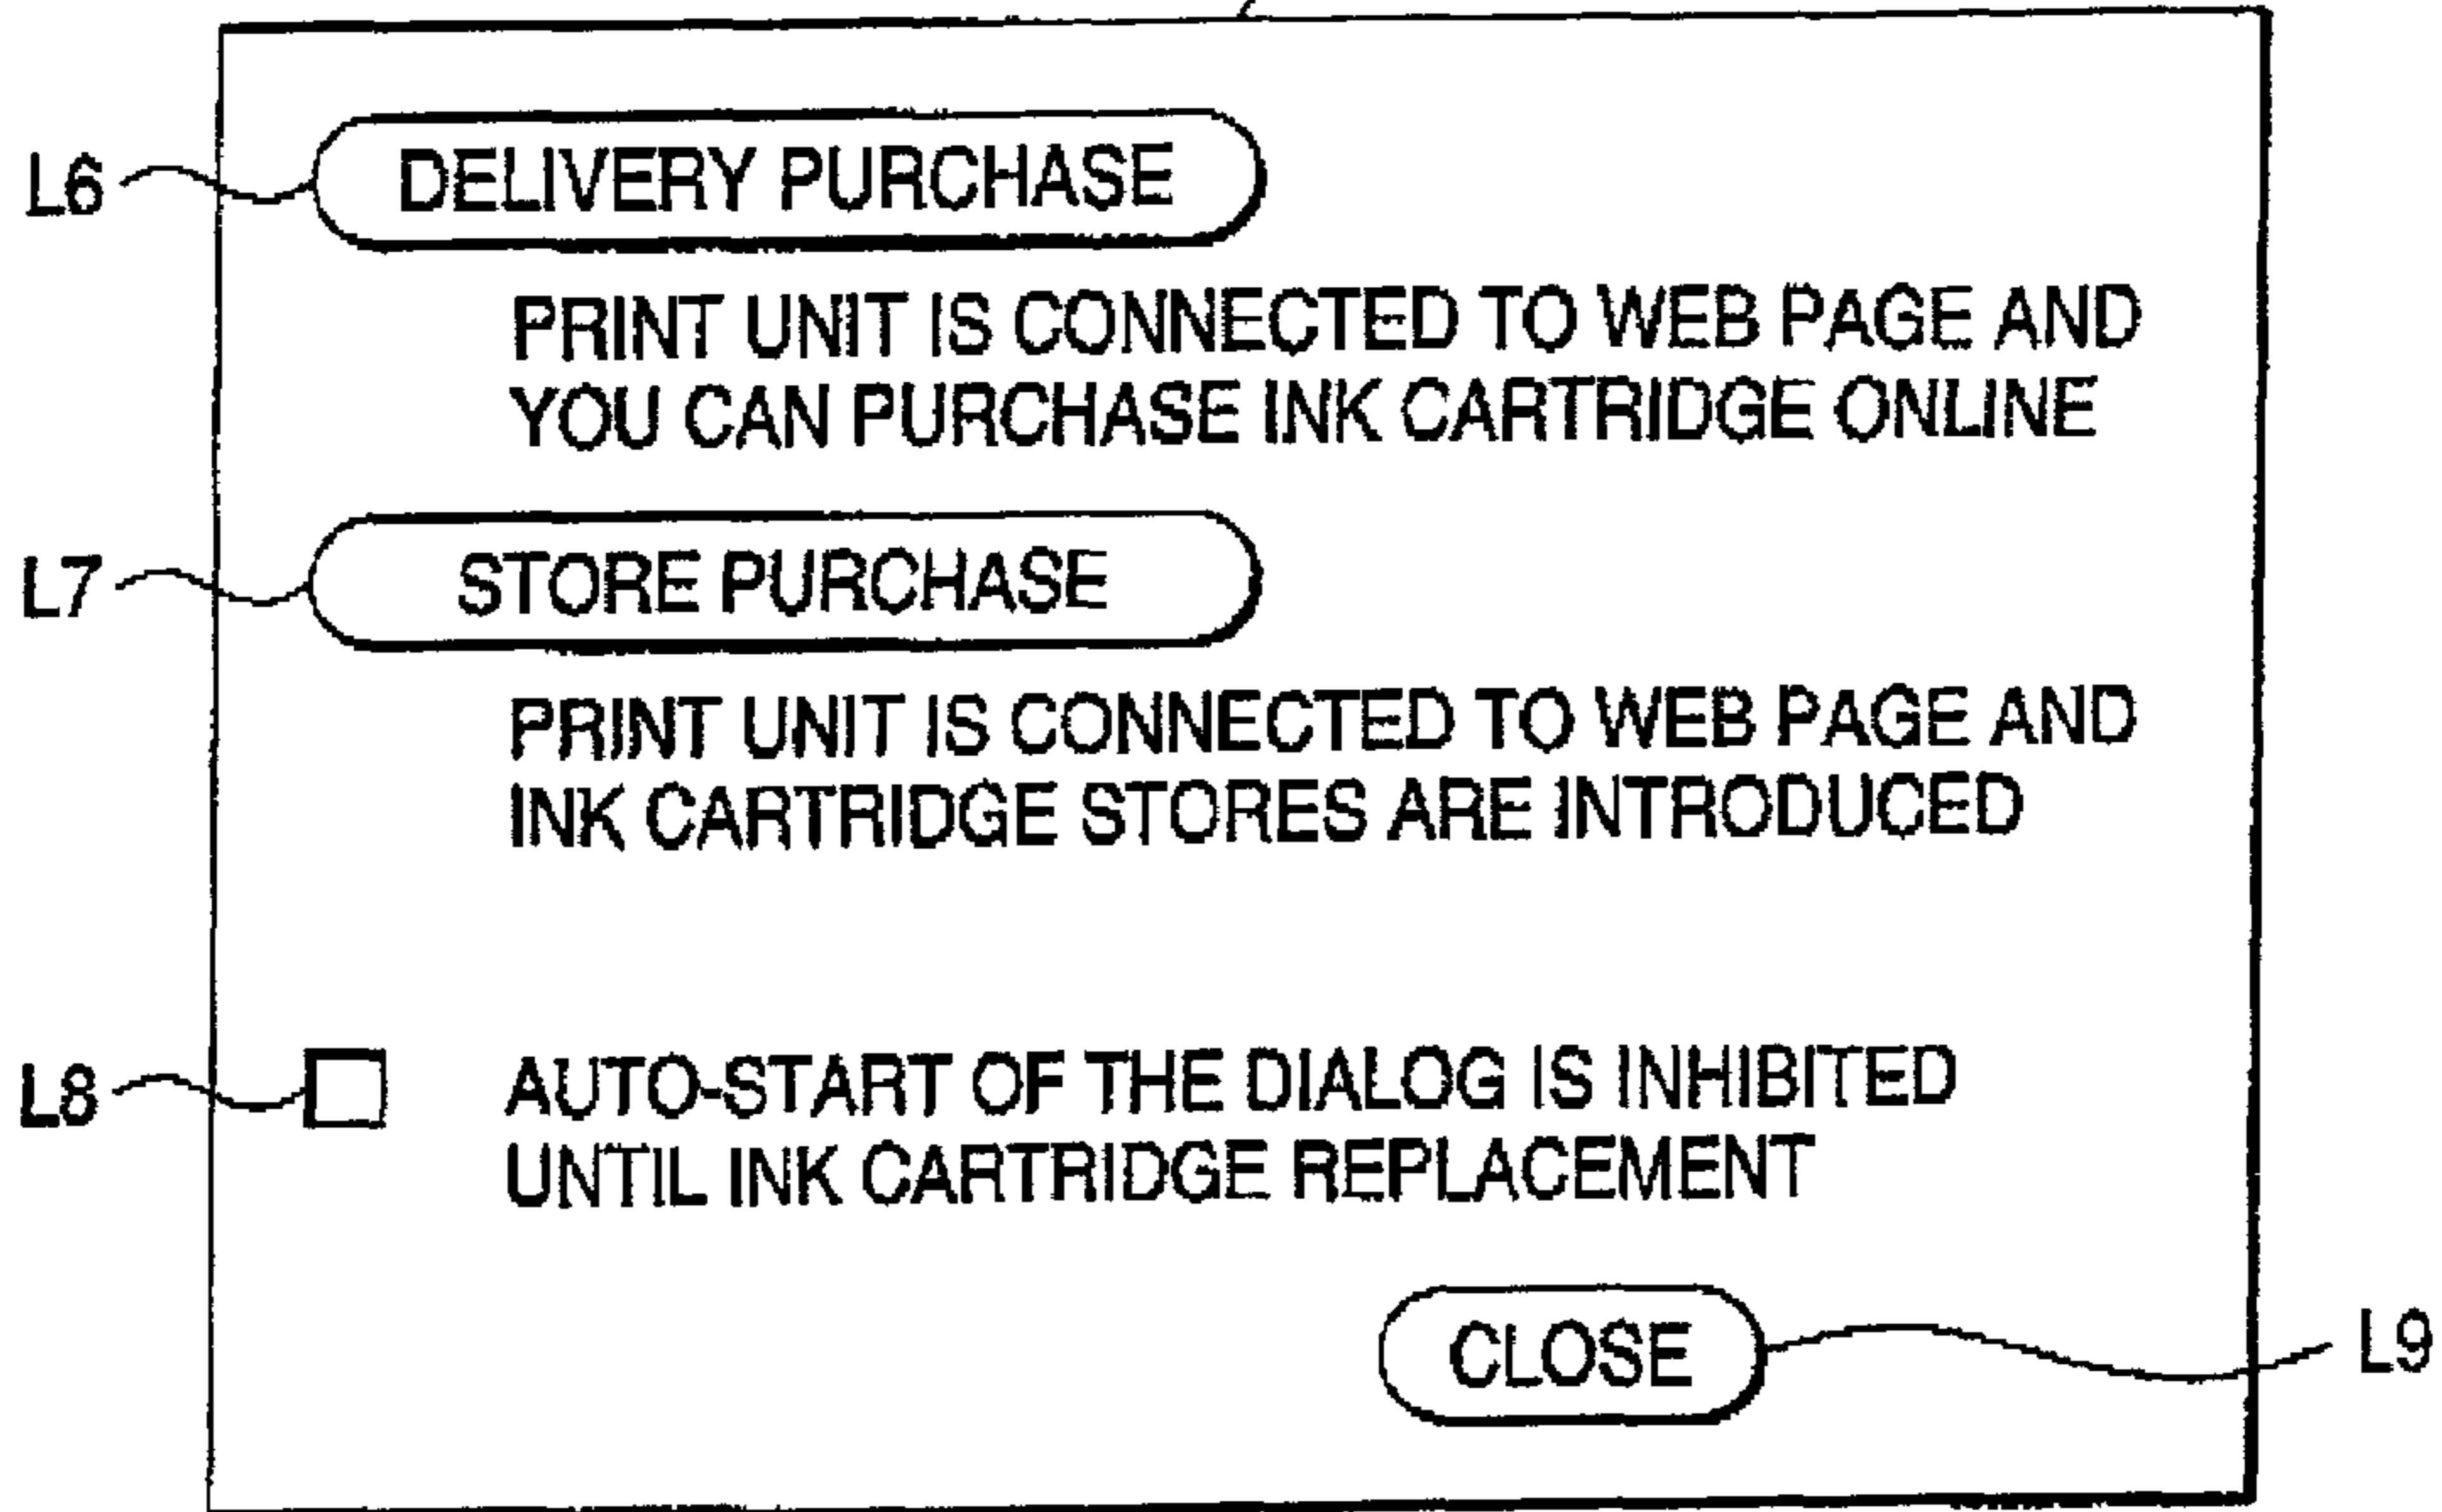 L6 DELIVERY PURCHASE
PRINT UNIT IS CONNECTED TO WEB PAGE AND
YOU CAN PURCHASE INK CARTRIDGE ONLINE
L7 STORE PURCHASE
PRINT UNIT IS CONNECTED TO WEB PAGE AND
INK CARTRIDGE STORES ARE INTRODUCED
L8 AUTO-START OF THE DIALOG IS INHIBITED
UNTIL INK CARTRIDGE REPLACEMENT
CLOSE L9